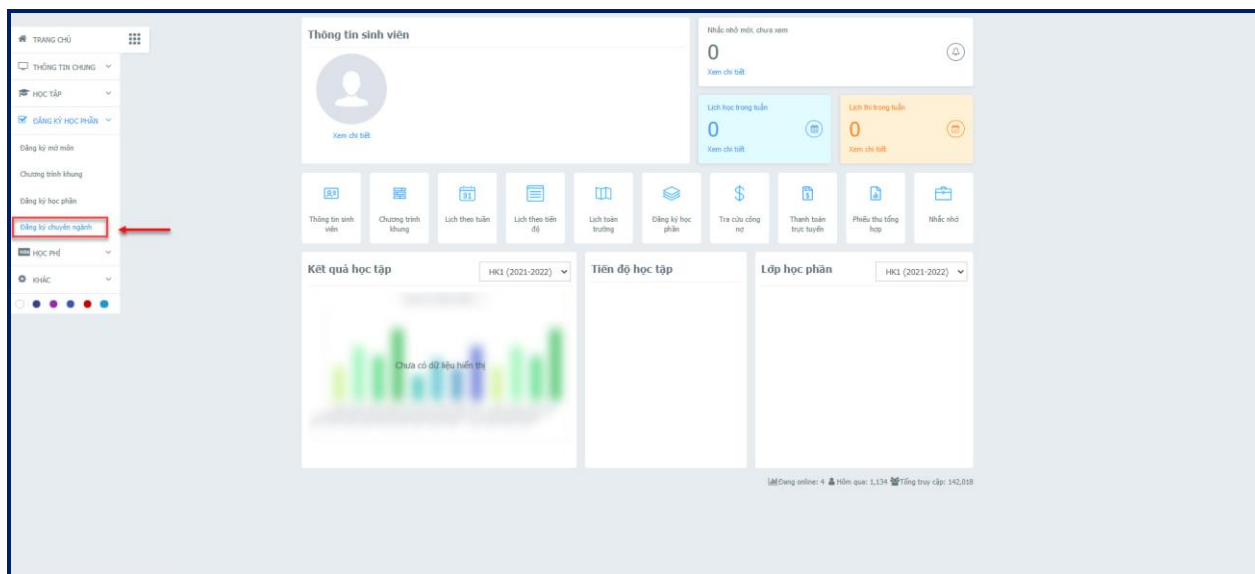 TRANG CHỦ
THÔNG TIN CHUNG
HỌC TẬP
ĐĂNG KÝ HỌC PHẦN
Đăng ký mở môn
Chương trình khung
Đăng ký học phần
Đăng ký chuyên ngành
HỌC PHÍ
KHÁC
Thông tin sinh viên
Xem chi tiết
Nhắc nhở mới, chưa xem
0
Xem chi tiết
Lịch học trong tuần
0
Xem chi tiết
Lịch thi trong tuần
0
Xem chi tiết
Thông tin sinh
viên
Chương trình
khung
31
Lịch theo tuần
Lịch theo tiến
độ
Lịch toàn
trường
Đăng ký học
phần
Tra cứu công
nợ
Thanh toán
trực tuyến
Phiếu thu tổng
hợp
Nhắc nhở
Kết quả học tập
HK1 (2021-2022)
Chưa có dữ liệu hiển thị
Tiến độ học tập
Lớp học phần
HK1 (2021-2022)
Đang online: 4 Hôm qua: 1,134 Tổng truy cập: 142,018